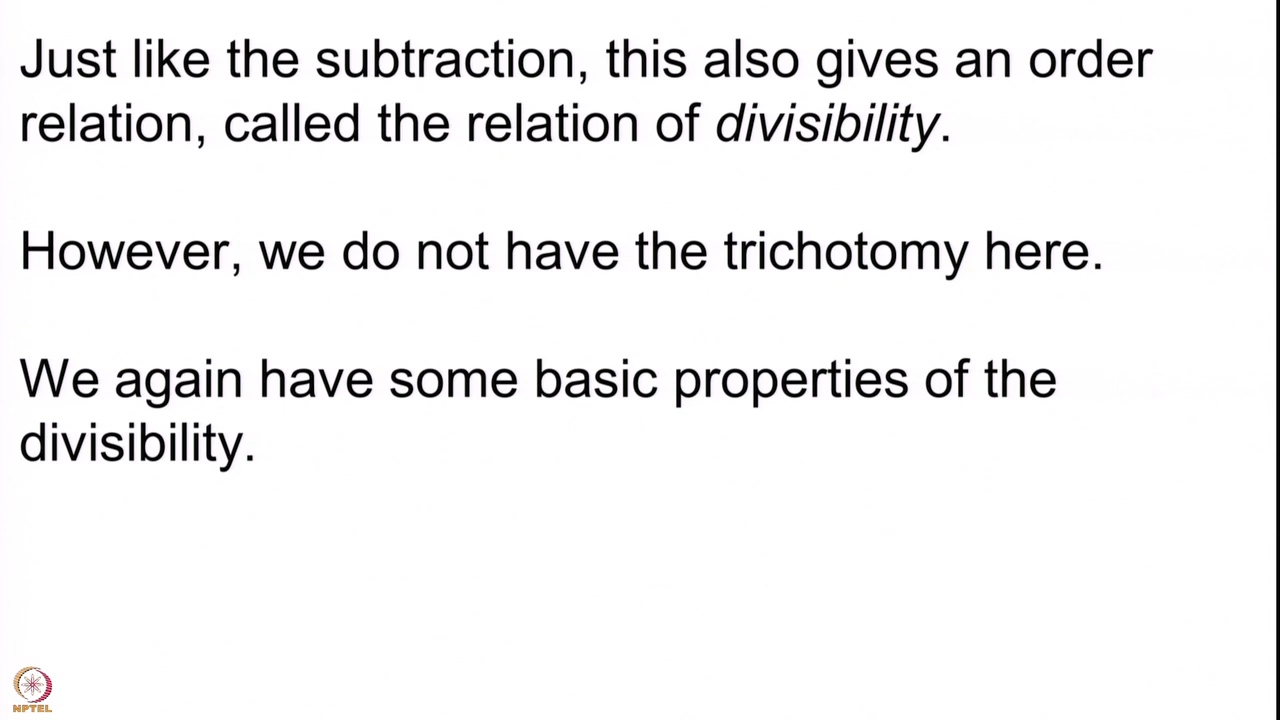 Just like the subtraction, this also gives an order
relation, called the relation of divisibility.
However, we do not have the trichotomy here.
We again have some basic properties of the
divisibility.
NPTEL